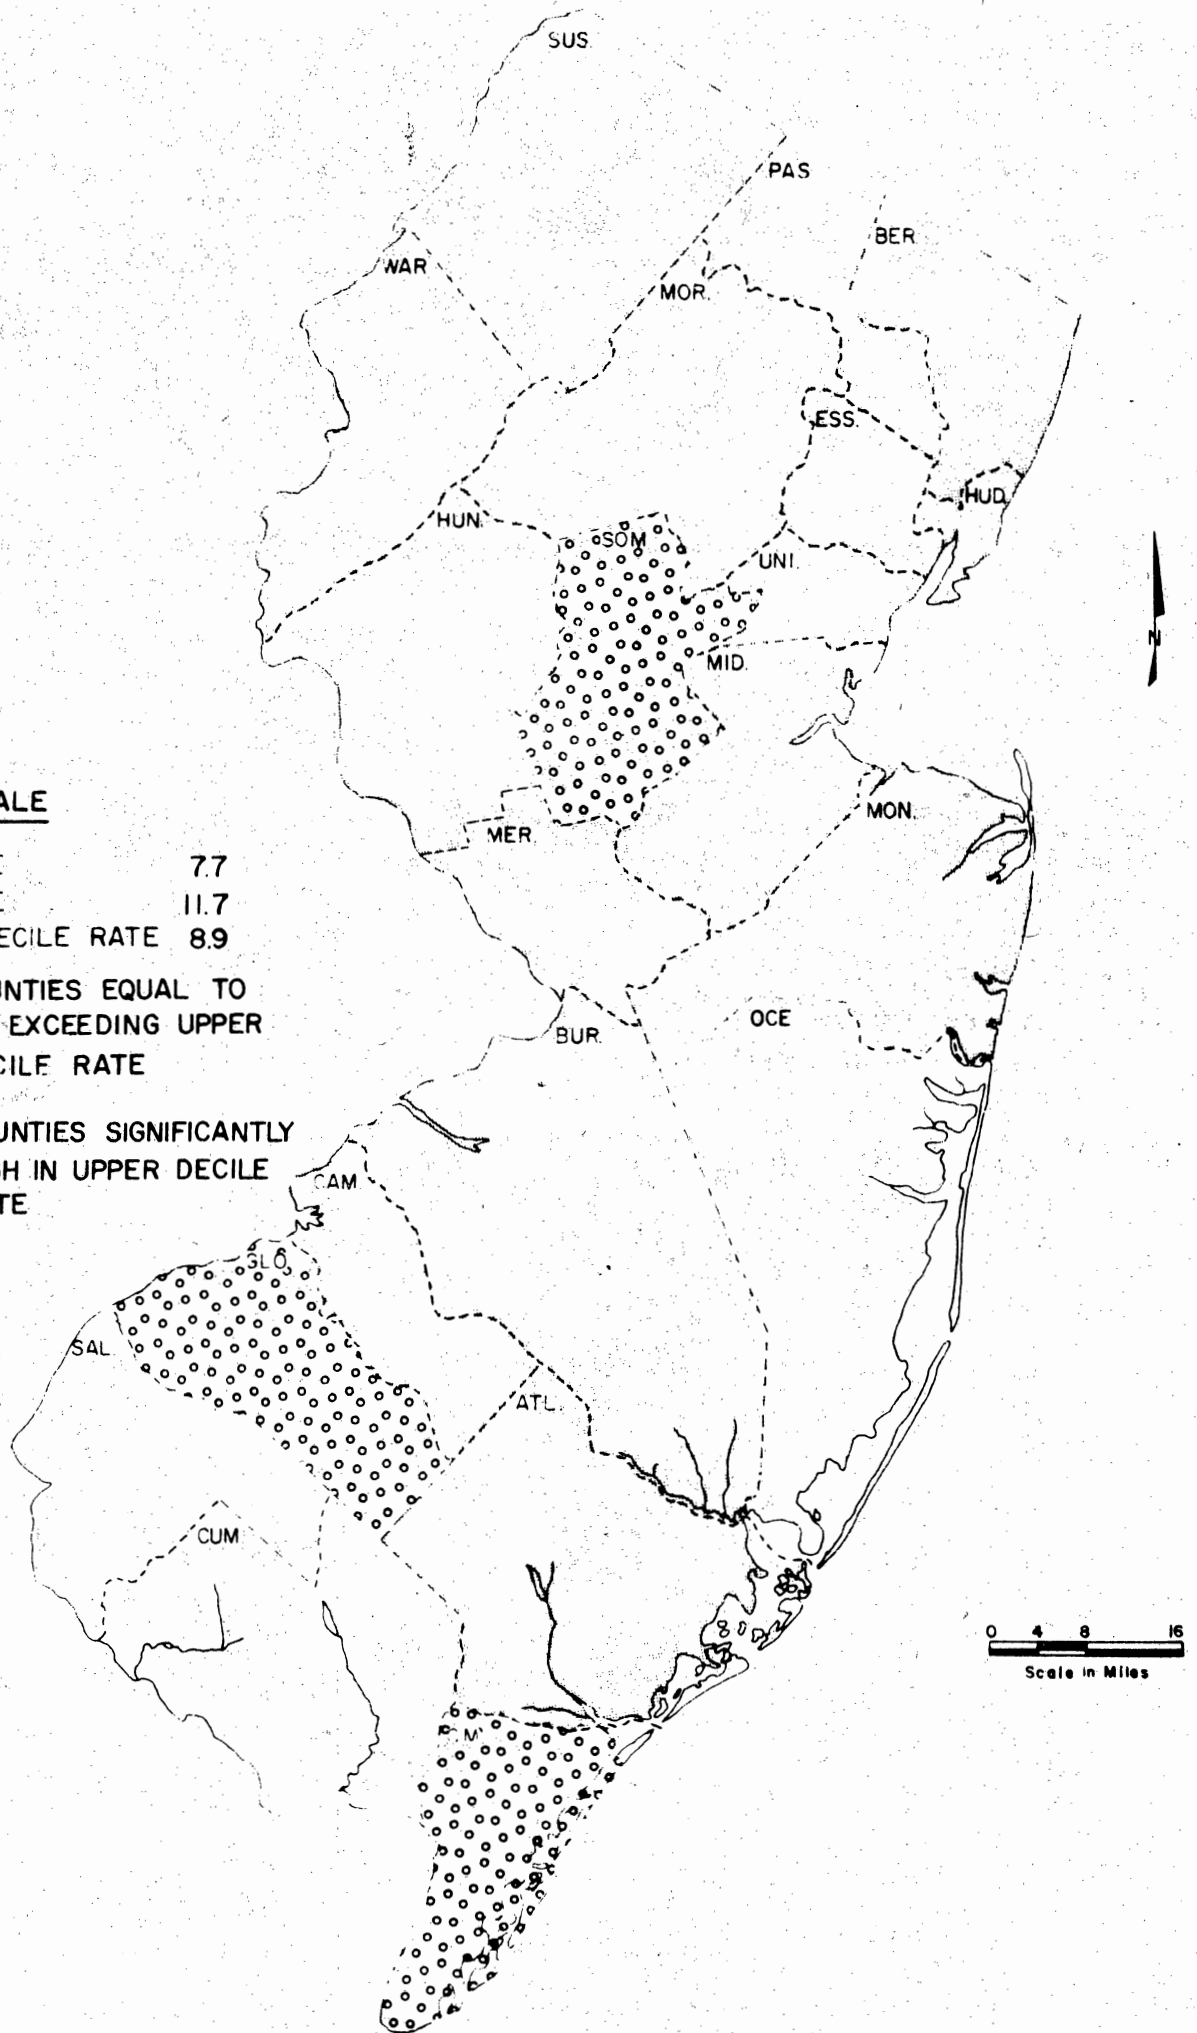 SUS.
PAS
BER.
WAR
MOR.
ESS.
HUD.
HUN.
SOM
UNI.
MID.
N
ALE
MON.
MER.
7.7
11.7
ECILE RATE 8.9
UNTIES EQUAL TO
EXCEEDING UPPER
CILE RATE
OCE
BUR.
UNTIES SIGNIFICANTLY
GH IN UPPER DECILE
TE
CAM.
GLO
SAL.
ATL.
CUM
0 4 8 16
Scale in Miles
M